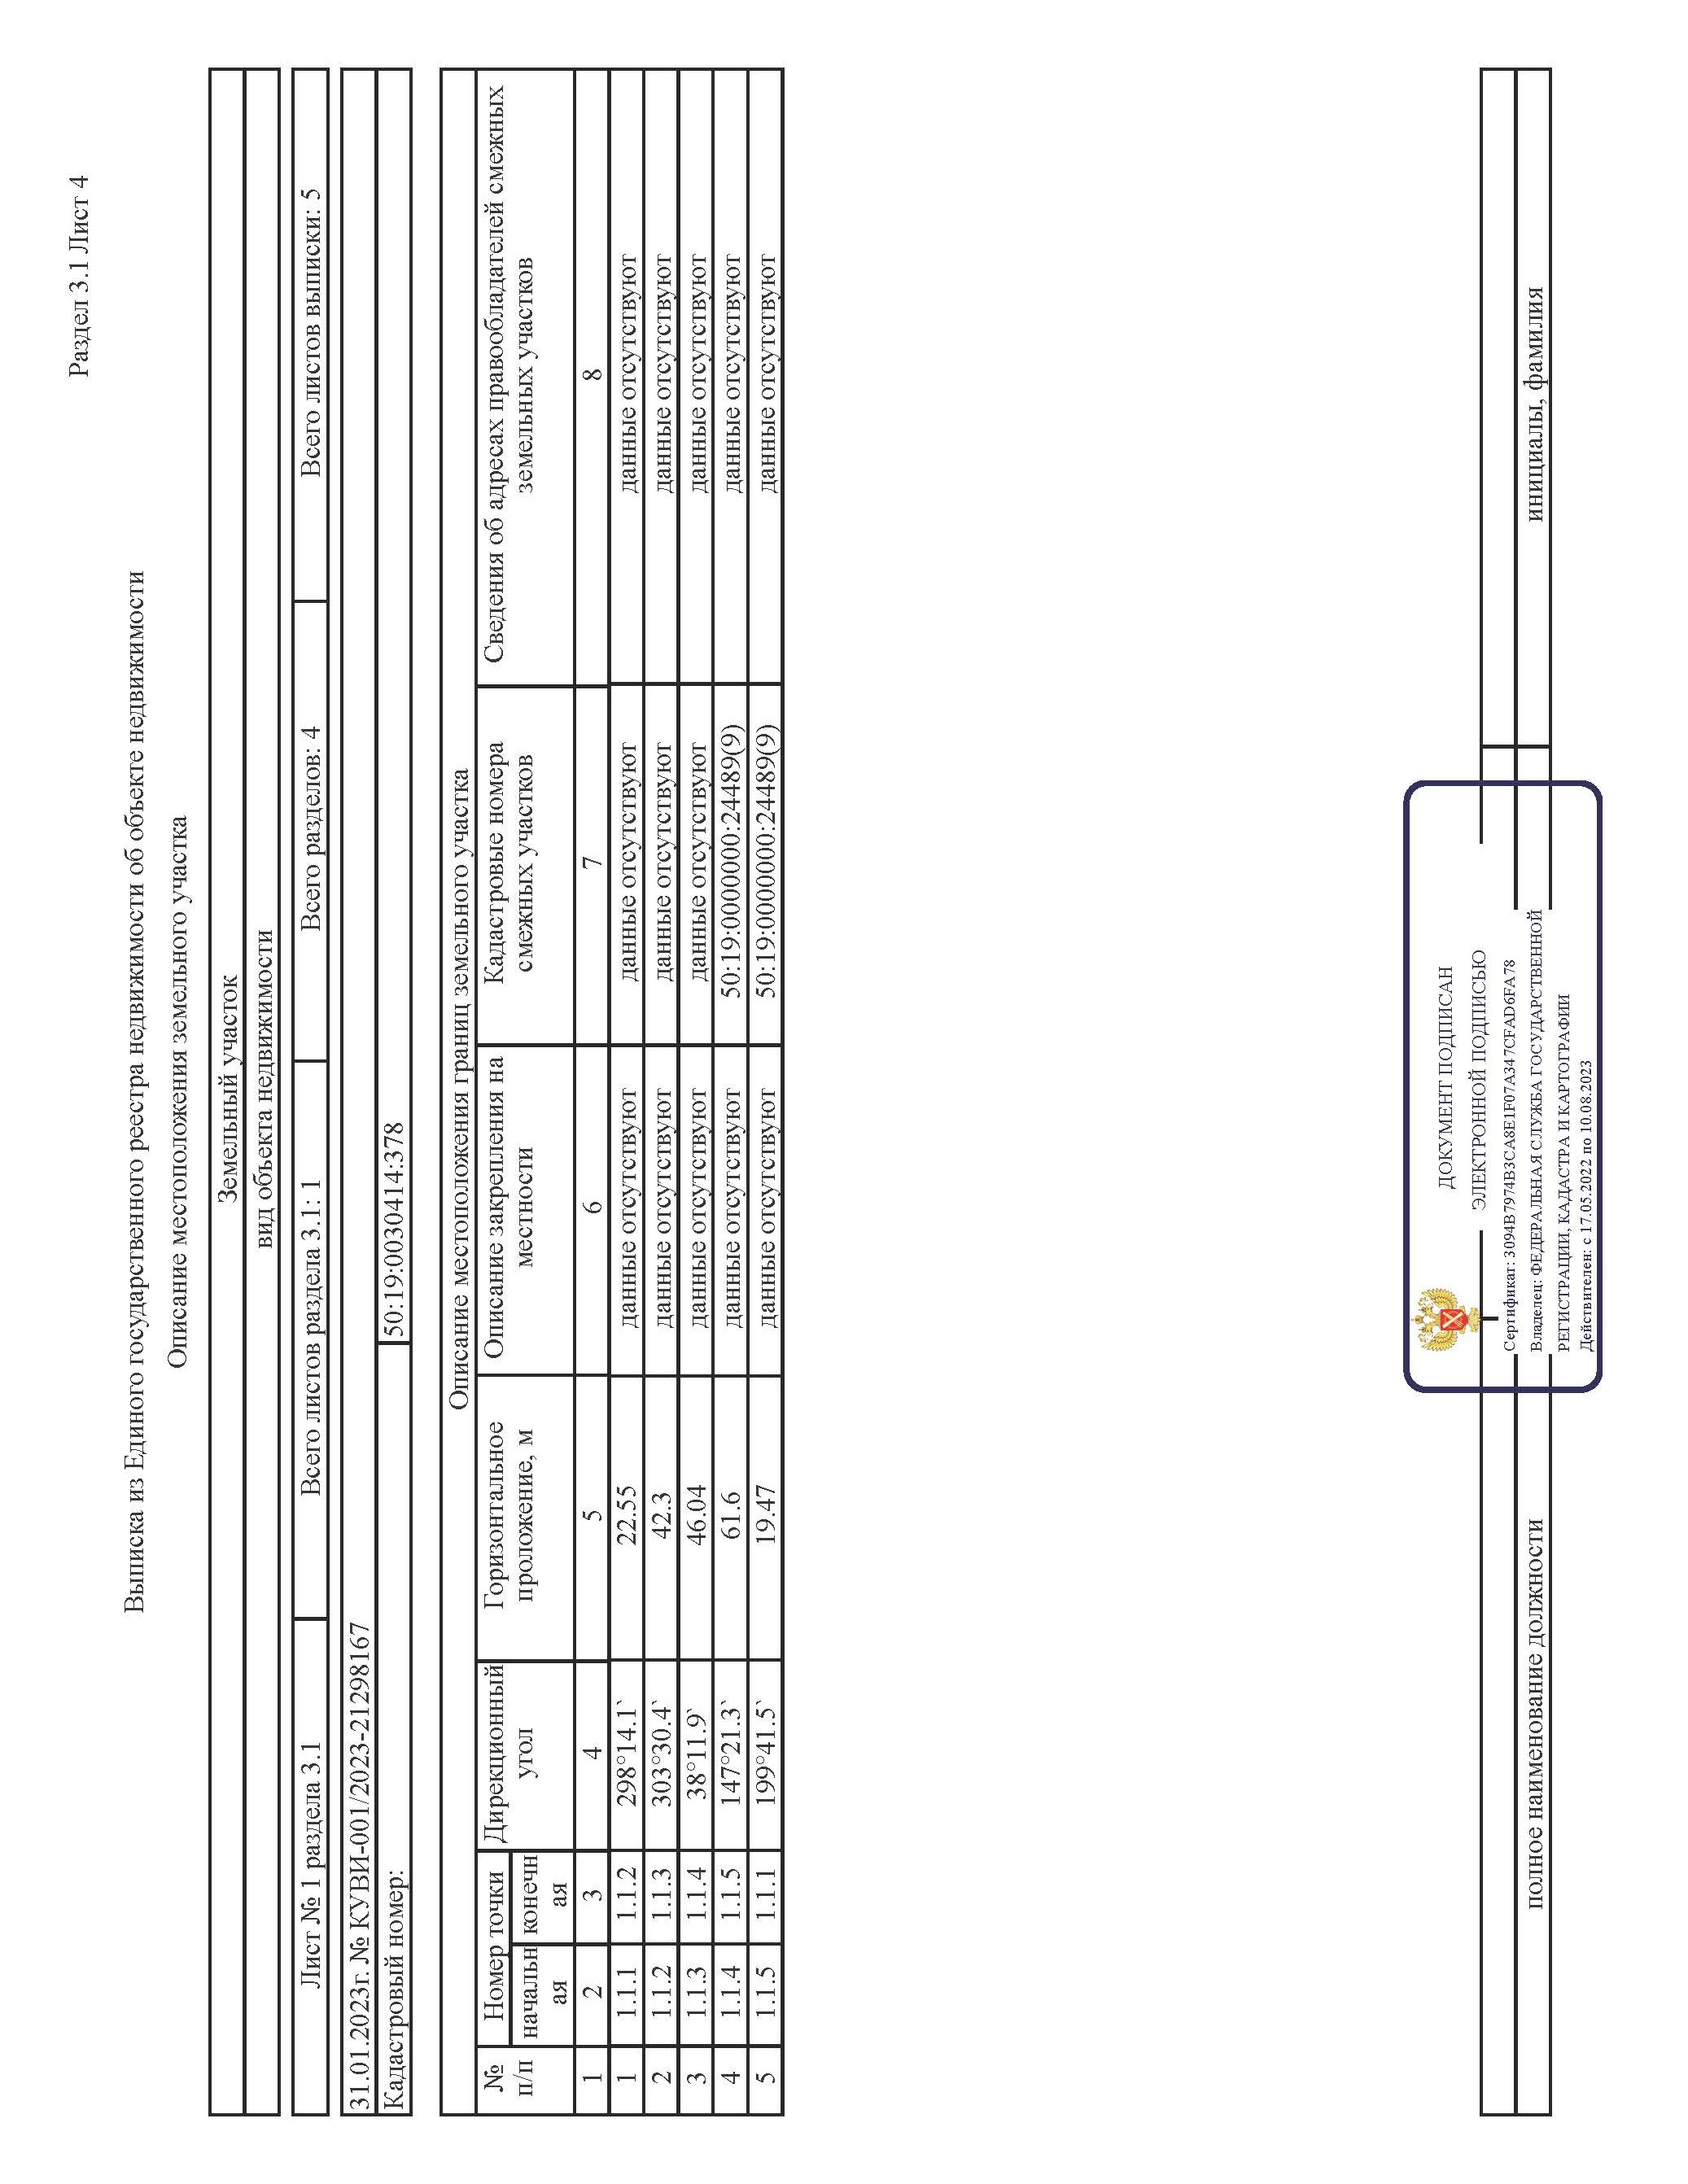 Раздел 3.1 Лист 4
Выписка из Единого государственного реестра недвижимости об объекте недвижимости
Описание местоположения земельного участка
Земельный участок
вид объекта недвижимости
Лист № 1 раздела 3.1 Всего листов раздела 3.1: 1 Всего разделов: 4 Всего листов выписки: 5
31.01.2023г. № КУВИ-001/2023-21298167
Кадастровый номер: 50:19:0030414:378
Описание местоположения границ земельного участка
№ п/п
Номер точки
начальн
ая
конечн
ая
Дирекционный
угол
Горизонтальное
проложение, м
Описание закрепления на
местности
Кадастровые номера
смежных участков
Сведения об адресах правообладателей смежных
земельных участков
1 2 3 4 5 6 7 8
1 1.1.1 1.1.2 298°14.1` 22.55 данные отсутствуют данные отсутствуют данные отсутствуют
2 1.1.2 1.1.3 303°30.4` 42.3 данные отсутствуют данные отсутствуют данные отсутствуют
3 1.1.3 1.1.4 38°11.9` 46.04 данные отсутствуют данные отсутствуют данные отсутствуют
4 1.1.4 1.1.5 147°21.3` 61.6 данные отсутствуют 50:19:0000000:24489(9) данные отсутствуют
5 1.1.5 1.1.1 199°41.5` 19.47 данные отсутствуют 50:19:0000000:24489(9) данные отсутствуют
ДОКУМЕНТ ПОДПИСАН
ЭЛЕКТРОННОЙ ПОДПИСЬЮ
Сертификат: 3094B7974B3CA8E1F07A347CFAD6FA78
Владелец: ФЕДЕРАЛЬНАЯ СЛУЖБА ГОСУДАРСТВЕННОЙ
РЕГИСТРАЦИИ, КАДАСТРА И КАРТОГРАФИИ
Действителен: с 17.05.2022 по 10.08.2023
полное наименование должности инициалы, фамилия